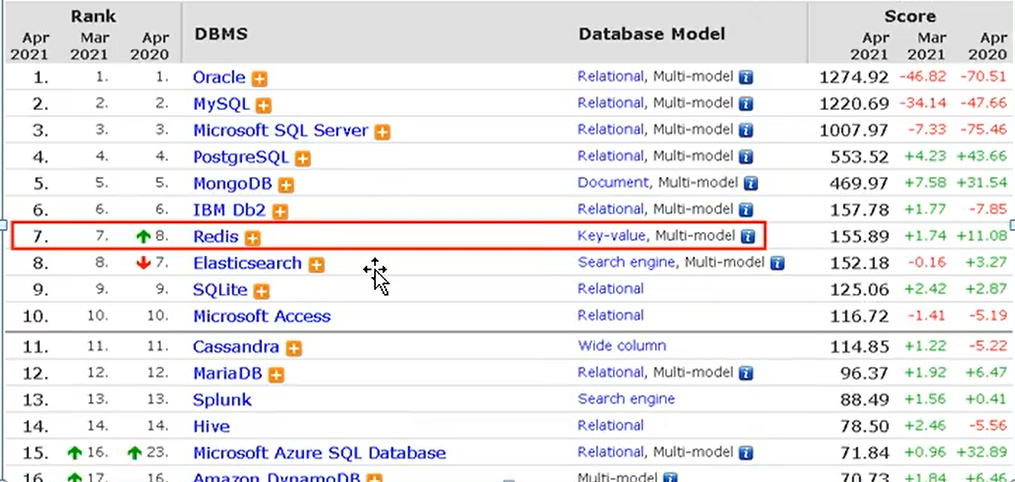 Rank Score
Apr 2021 Mar 2021 Apr 2020 DBMS Database Model Apr 2021 Mar 2021 Apr 2020
1. 1. 1. Oracle Relational, Multi-model 1274.92 -46.82 -70.51
2. 2. 2. MySQL Relational, Multi-model 1220.69 -34.14 -47.66
3. 3. 3. Microsoft SQL Server Relational, Multi-model 1007.97 -7.33 -75.46
4. 4. 4. PostgreSQL Relational, Multi-model 553.52 +4.23 +43.66
5. 5. 5. MongoDB Document, Multi-model 469.97 +7.58 +31.54
6. 6. 6. IBM Db2 Relational, Multi-model 157.78 +1.77 -7.85
7. 7. 8. Redis Key-value, Multi-model 155.89 +1.74 +11.08
8. 8. 7. Elasticsearch Search engine, Multi-model 152.18 -0.16 +3.27
9. 9. 9. SQLite Relational 125.06 +2.42 +2.87
10. 10. 10. Microsoft Access Relational 116.72 -1.41 -5.19
11. 11. 11. Cassandra Wide column 114.85 +1.22 -5.22
12. 12. 12. MariaDB Relational, Multi-model 96.37 +1.92 +6.47
13. 13. 13. Splunk Search engine 88.49 +1.56 +0.41
14. 14. 14. Hive Relational 78.50 +2.46 -5.56
15. 16. 23. Microsoft Azure SQL Database Relational, Multi-model 71.84 +0.96 +32.89
16. 17. 16. Amazon DynamoDB Multi-model 70.73 +1.84 +6.46